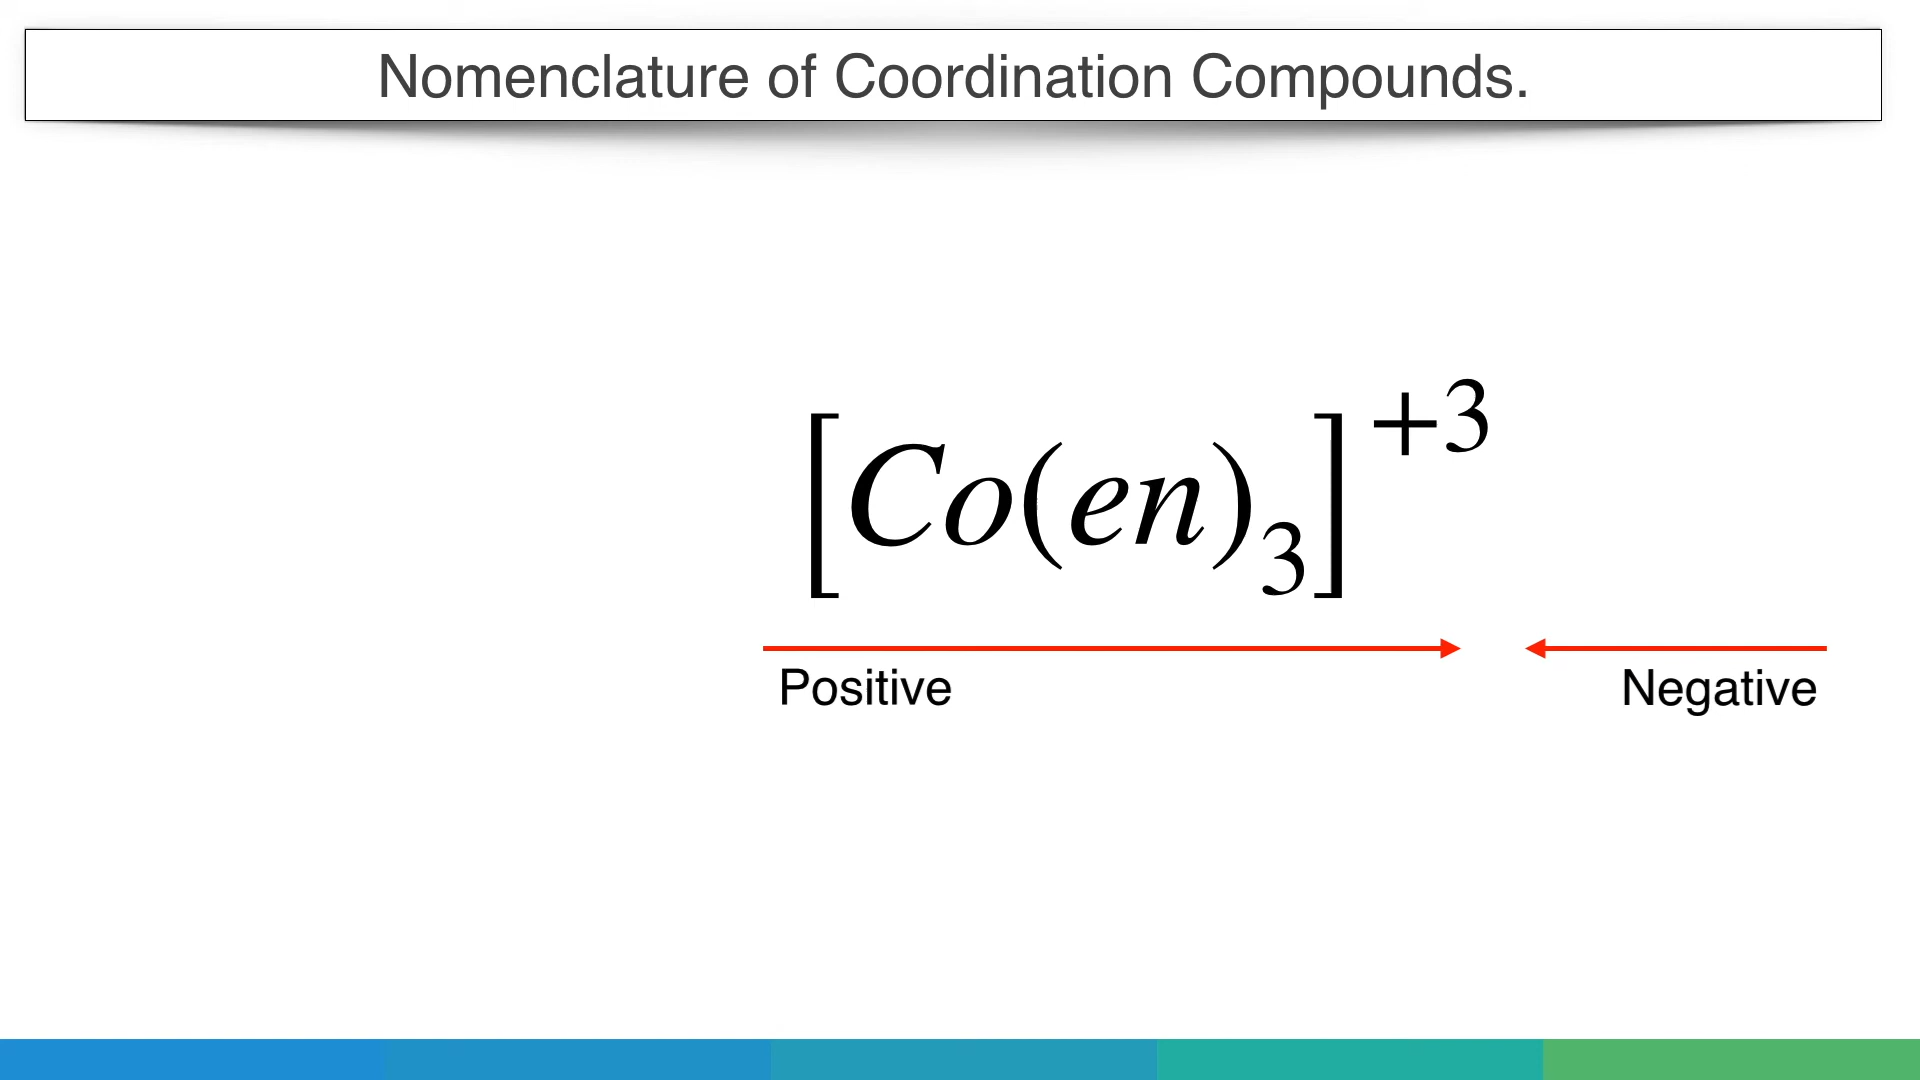 Nomenclature of Coordination Compounds.
[Co(en)₃]⁺³
Positive Negative